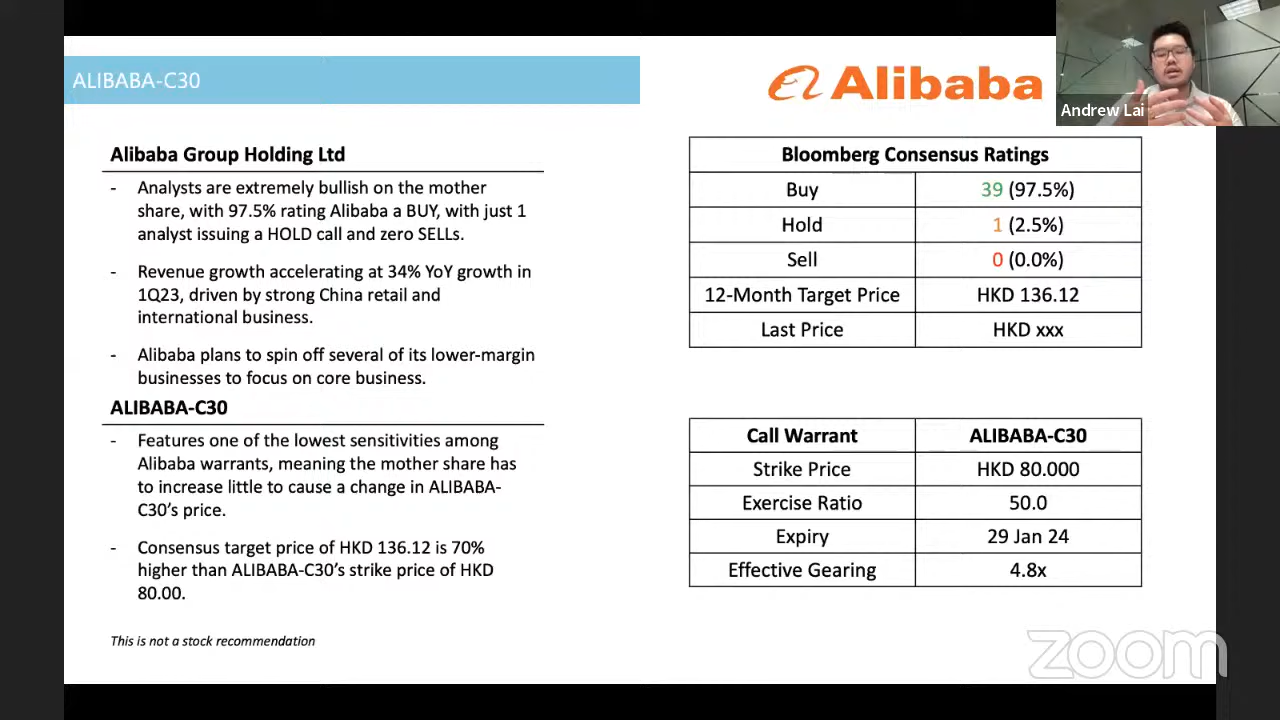 ALIBABA-C30
Alibaba
Andrew Lai
Alibaba Group Holding Ltd
- Analysts are extremely bullish on the mother
share, with 97.5% rating Alibaba a BUY, with just 1
analyst issuing a HOLD call and zero SELLs.
- Revenue growth accelerating at 34% YoY growth in
1Q23, driven by strong China retail and
international business.
- Alibaba plans to spin off several of its lower-margin
businesses to focus on core business.
ALIBABA-C30
- Features one of the lowest sensitivities among
Alibaba warrants, meaning the mother share has
to increase little to cause a change in ALIBABA-
C30's price.
- Consensus target price of HKD 136.12 is 70%
higher than ALIBABA-C30's strike price of HKD
80.00.
This is not a stock recommendation
Bloomberg Consensus Ratings
Buy 39 (97.5%)
Hold 1 (2.5%)
Sell 0 (0.0%)
12-Month Target Price HKD 136.12
Last Price HKD xxx
Call Warrant ALIBABA-C30
Strike Price HKD 80.000
Exercise Ratio 50.0
Expiry 29 Jan 24
Effective Gearing 4.8x
zoom